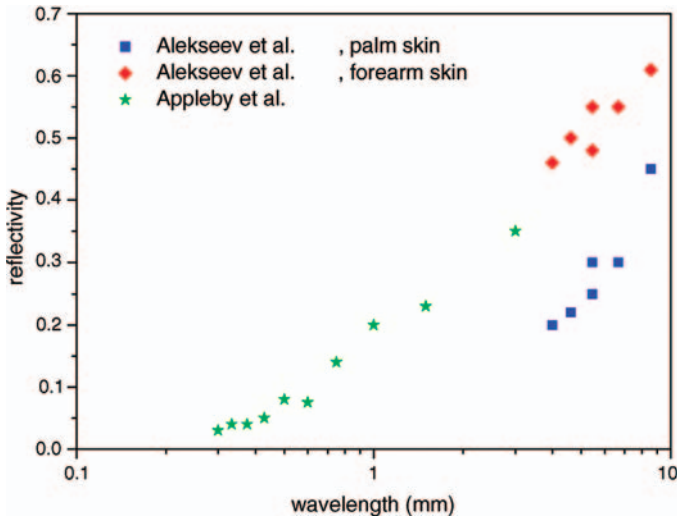 0.7
0.6
0.5
0.4
0.3
0.2
0.1
0.0
reflectivity
Alekseev et al. , palm skin
Alekseev et al. , forearm skin
Appleby et al.
0.1 1 10
wavelength (mm)